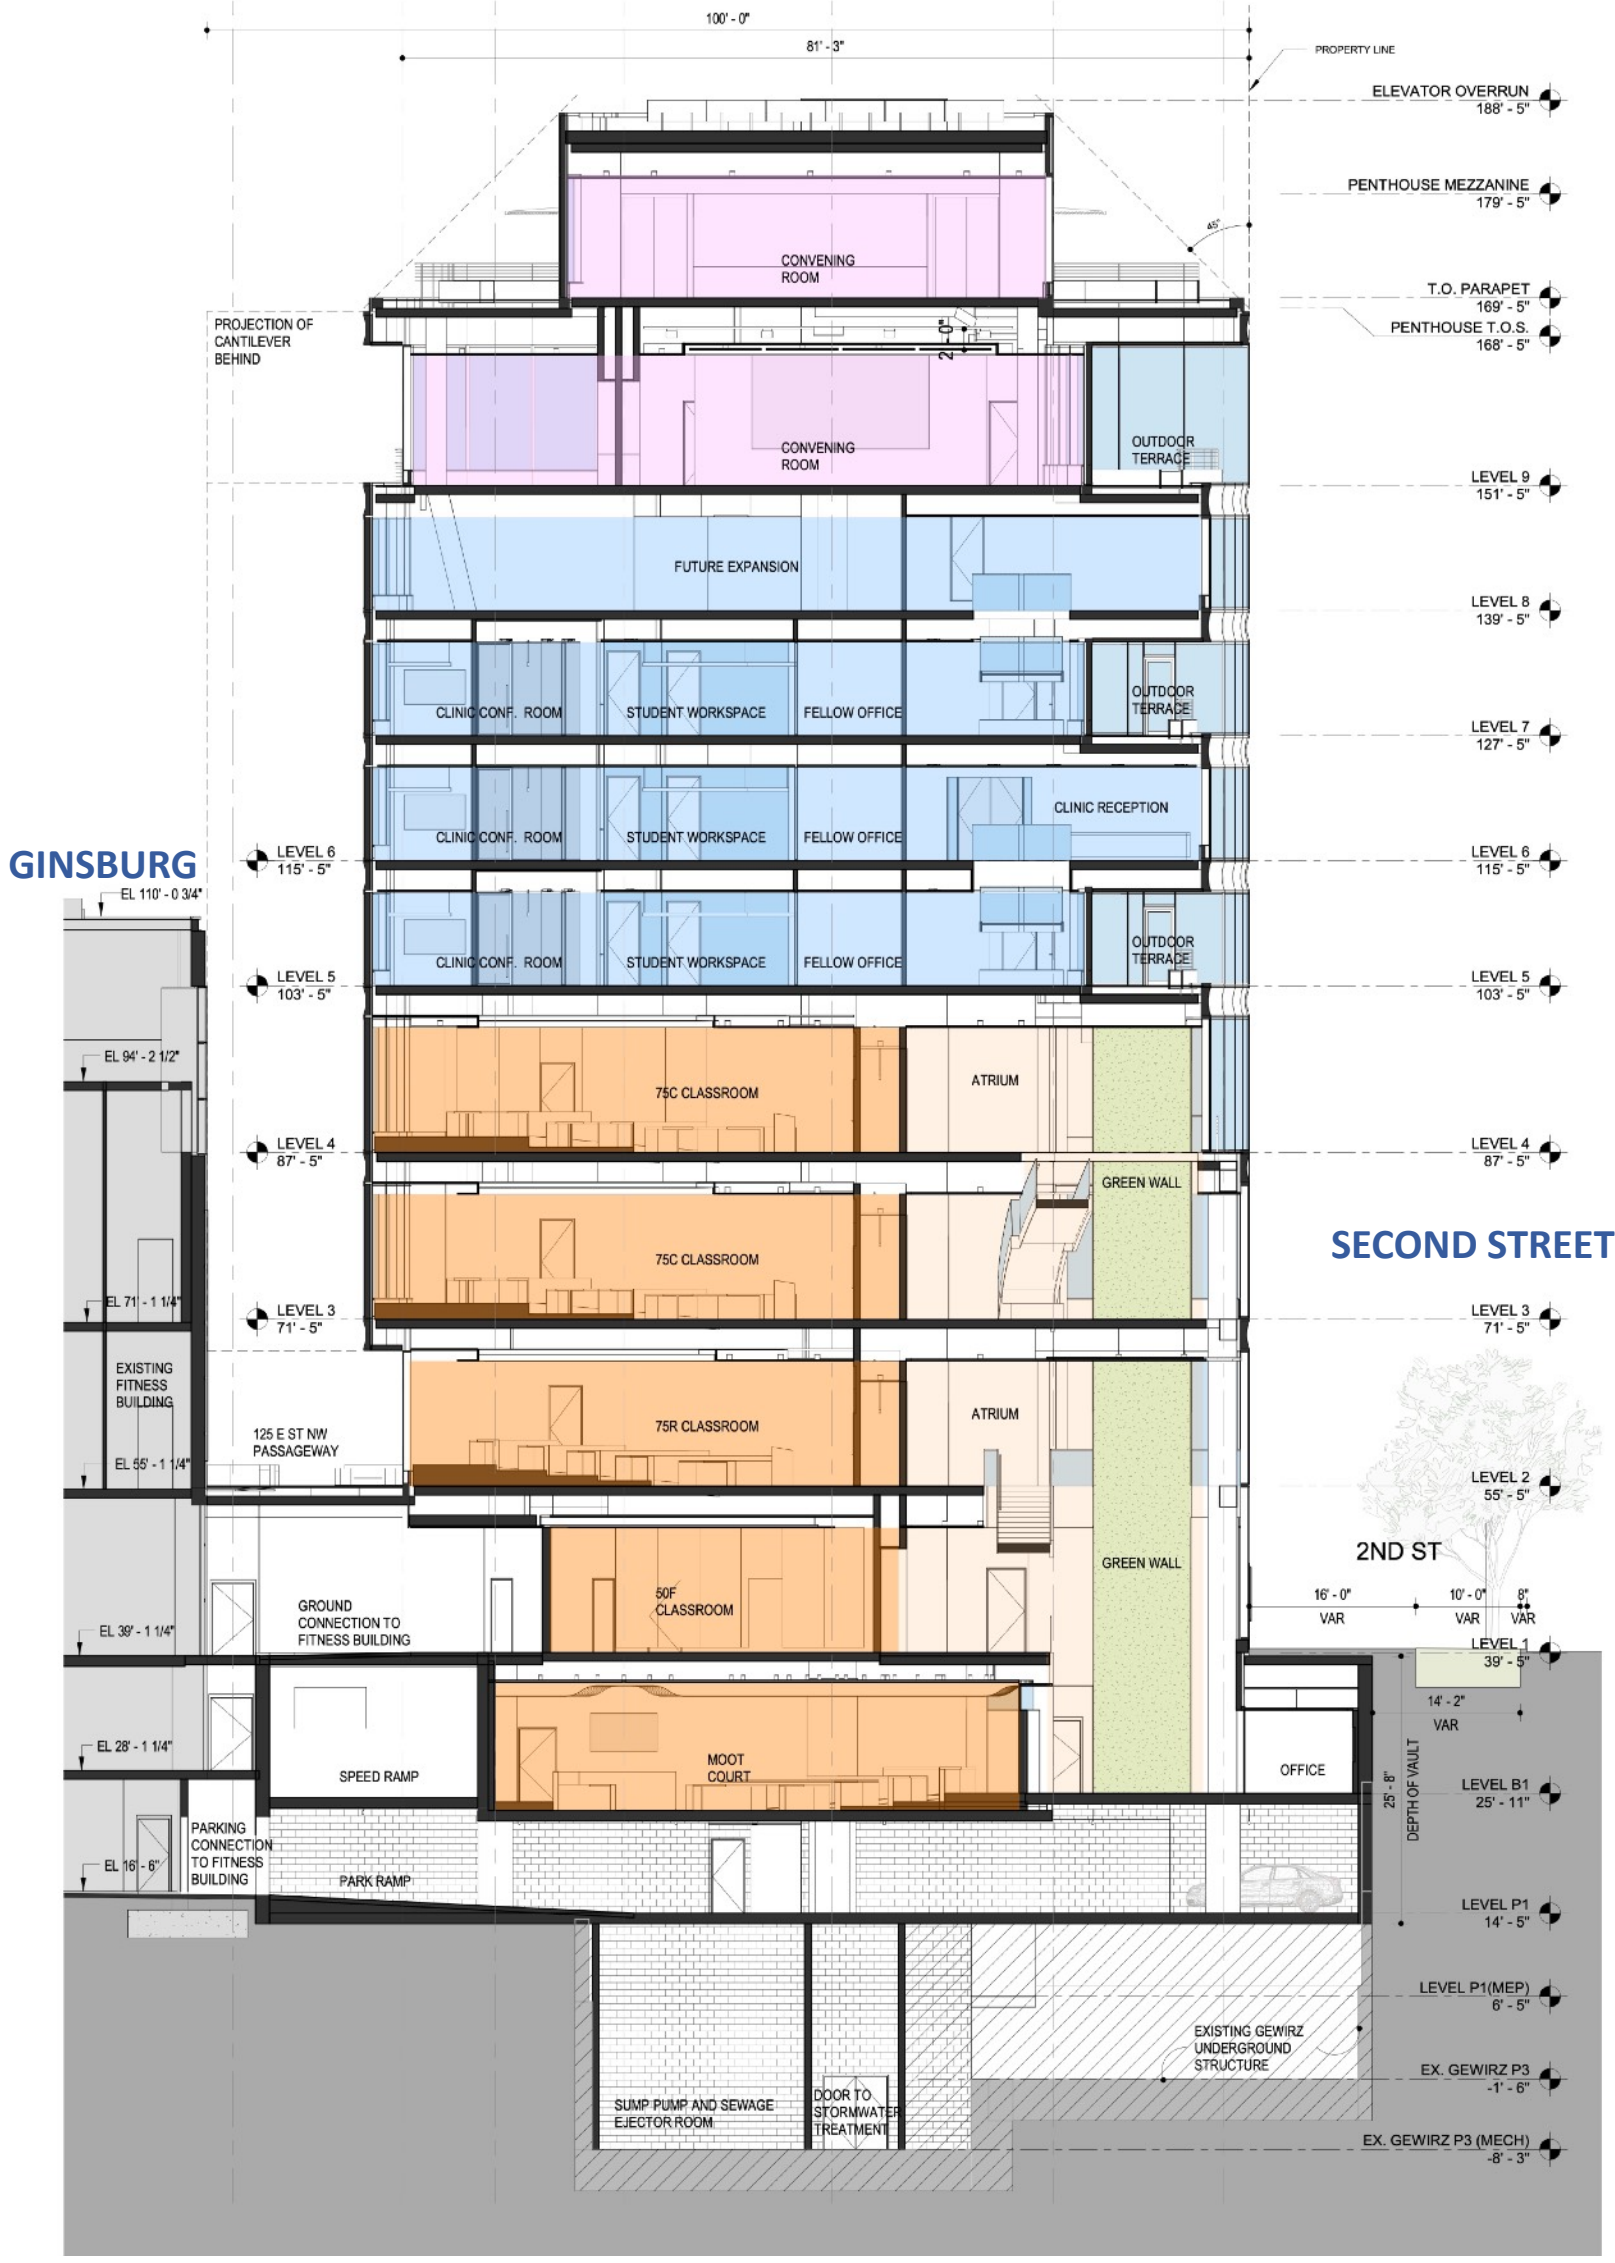 100' - 0"
81' - 3"
PROPERTY LINE
ELEVATOR OVERRUN
188' - 5"
PENTHOUSE MEZZANINE
179' - 5"
45°
CONVENING
ROOM
T.O. PARAPET
169' - 5"
PENTHOUSE T.O.S.
168' - 5"
PROJECTION OF
CANTILEVER
BEHIND
2' - 0"
CONVENING
ROOM
OUTDOOR
TERRACE
LEVEL 9
151' - 5"
FUTURE EXPANSION
LEVEL 8
139' - 5"
CLINIC CONF. ROOM
STUDENT WORKSPACE
FELLOW OFFICE
OUTDOOR
TERRACE
LEVEL 7
127' - 5"
CLINIC CONF. ROOM
STUDENT WORKSPACE
FELLOW OFFICE
CLINIC RECEPTION
GINSBURG
LEVEL 6
115' - 5"
LEVEL 6
115' - 5"
EL 110' - 0 3/4"
CLINIC CONF. ROOM
STUDENT WORKSPACE
FELLOW OFFICE
OUTDOOR
TERRACE
LEVEL 5
103' - 5"
LEVEL 5
103' - 5"
EL 94' - 2 1/2"
75C CLASSROOM
ATRIUM
LEVEL 4
87' - 5"
LEVEL 4
87' - 5"
GREEN WALL
75C CLASSROOM
SECOND STREET
EL 71' - 1 1/4"
LEVEL 3
71' - 5"
LEVEL 3
71' - 5"
EXISTING
FITNESS
BUILDING
125 E ST NW
PASSAGEWAY
75R CLASSROOM
ATRIUM
EL 55' - 1 1/4"
LEVEL 2
55' - 5"
2ND ST
GREEN WALL
50F
CLASSROOM
GROUND
CONNECTION TO
FITNESS BUILDING
16' - 0"
VAR
10' - 0"
VAR
8"
VAR
EL 39' - 1 1/4"
LEVEL 1
39' - 5"
14' - 2"
VAR
EL 28' - 1 1/4"
SPEED RAMP
MOOT
COURT
OFFICE
25' - 8"
DEPTH OF VAULT
LEVEL B1
25' - 11"
PARKING
CONNECTION
TO FITNESS
BUILDING
EL 16' - 6"
PARK RAMP
LEVEL P1
14' - 5"
LEVEL P1(MEP)
6' - 5"
EXISTING GEWIRZ
UNDERGROUND
STRUCTURE
EX. GEWIRZ P3
-1' - 6"
SUMP PUMP AND SEWAGE
EJECTOR ROOM
DOOR TO
STORMWATER
TREATMENT
EX. GEWIRZ P3 (MECH)
-8' - 3"